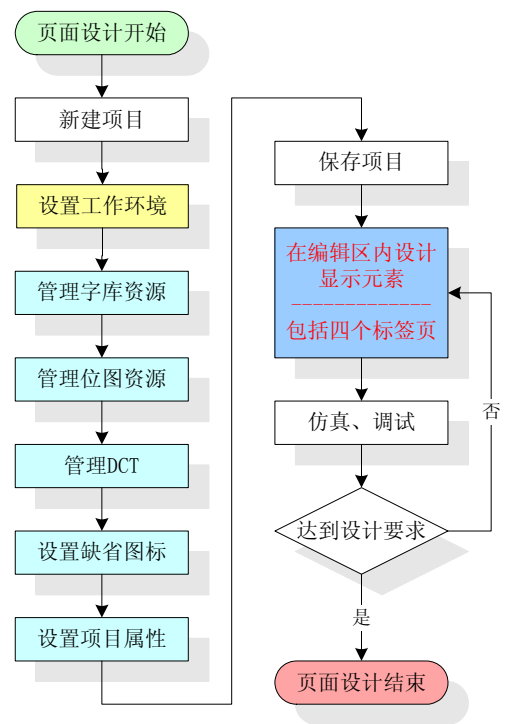 页面设计开始
新建项目
设置工作环境
管理字库资源
管理位图资源
管理DCT
设置缺省图标
设置项目属性
保存项目
在编辑区内设计
显示元素
-------------
包括四个标签页
仿真、调试
否
达到设计要求
是
页面设计结束